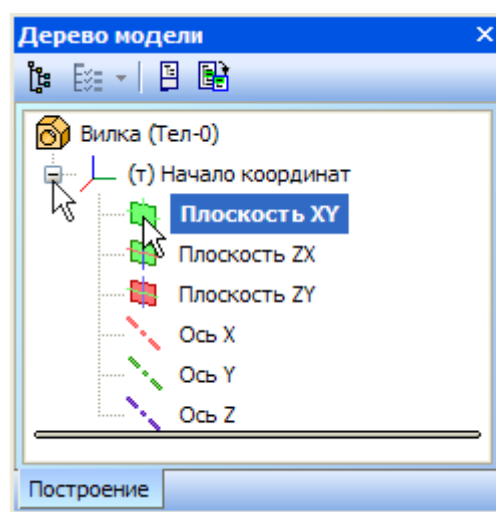 Дерево модели
Вилка (Тел-0)
(т) Начало координат
Плоскость XY
Плоскость ZX
Плоскость ZY
Ось X
Ось Y
Ось Z
Построение